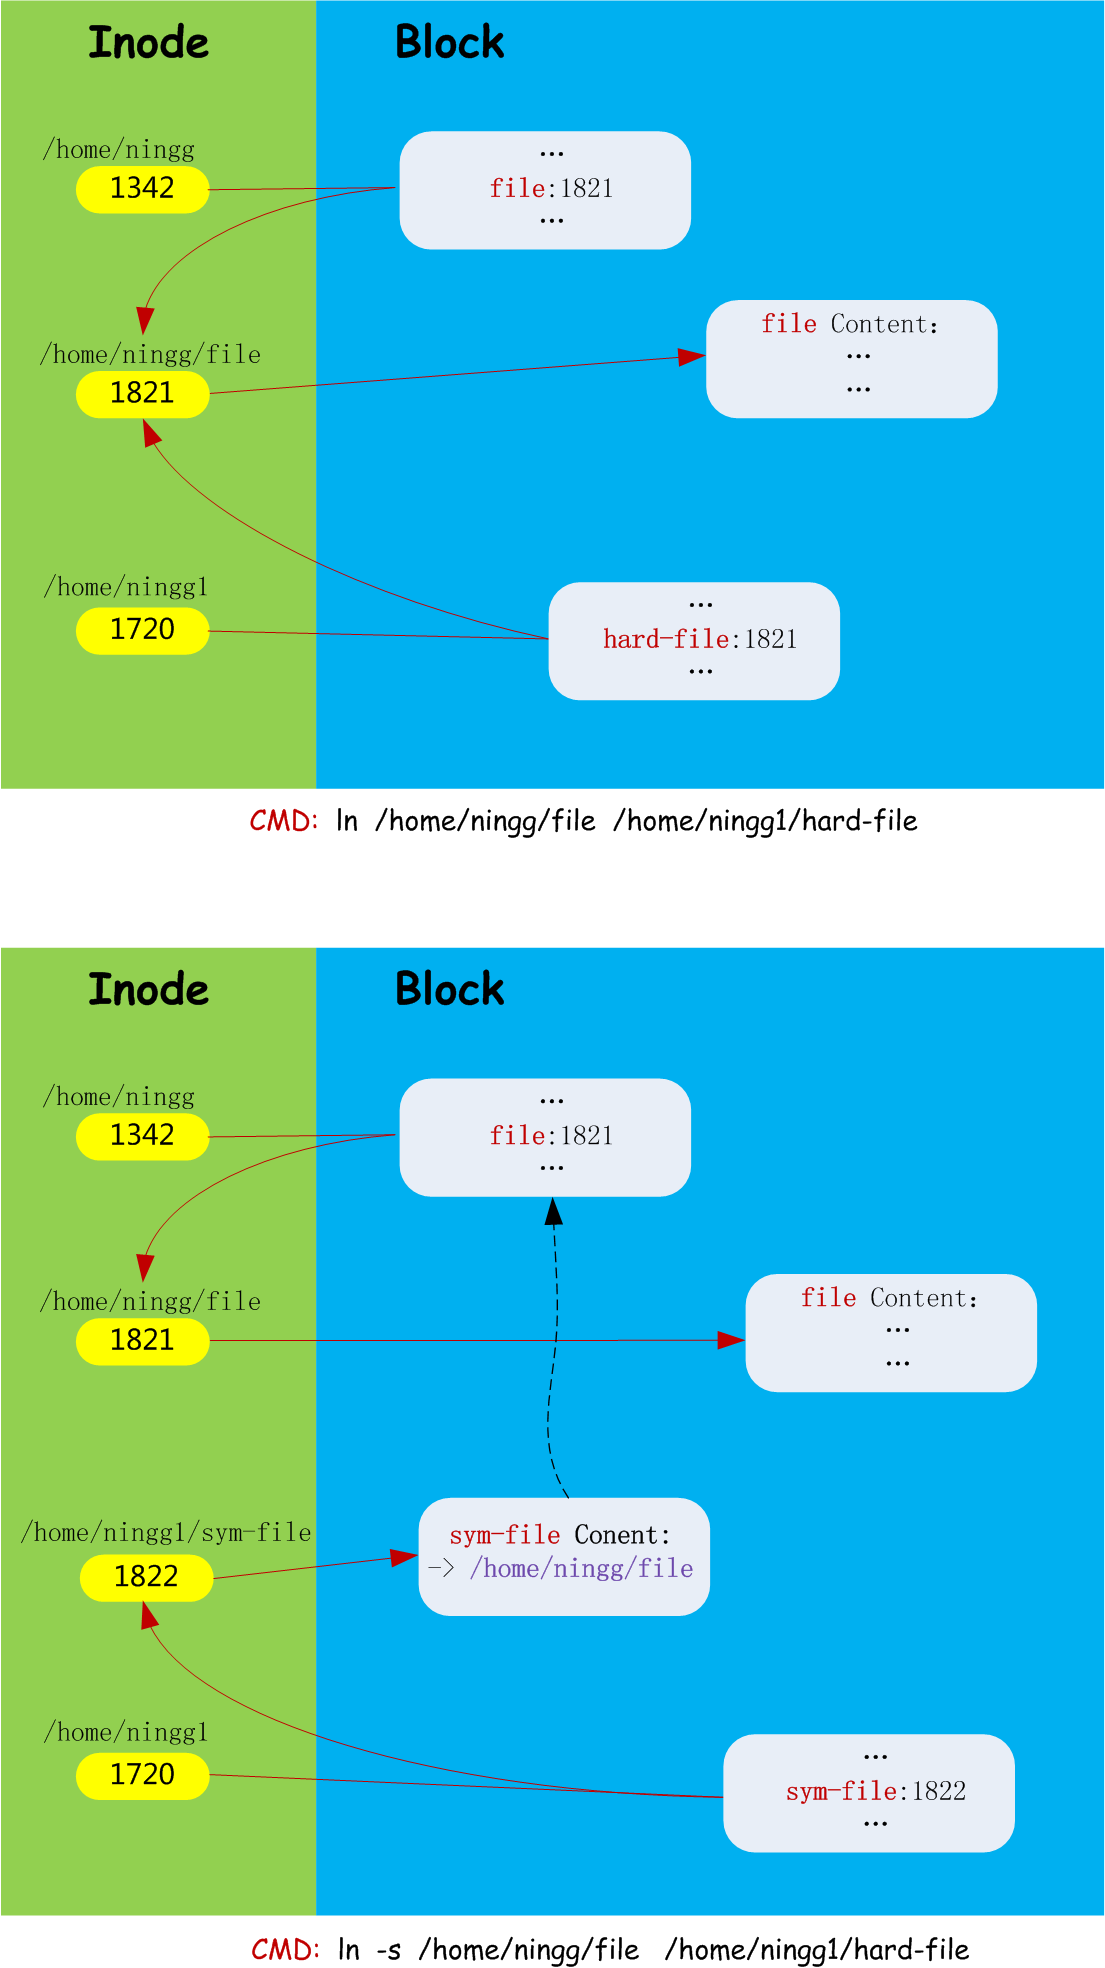 Inode Block
/home/ningg
1342
...
file:1821
...
/home/ningg/file
1821
file Content：
...
...
/home/ningg1
1720
...
hard-file:1821
...
CMD: ln /home/ningg/file /home/ningg1/hard-file
Inode Block
/home/ningg
1342
...
file:1821
...
/home/ningg/file
1821
file Content：
...
...
/home/ningg1/sym-file
1822
sym-file Conent:
-> /home/ningg/file
/home/ningg1
1720
...
sym-file:1822
...
CMD: ln -s /home/ningg/file /home/ningg1/hard-file